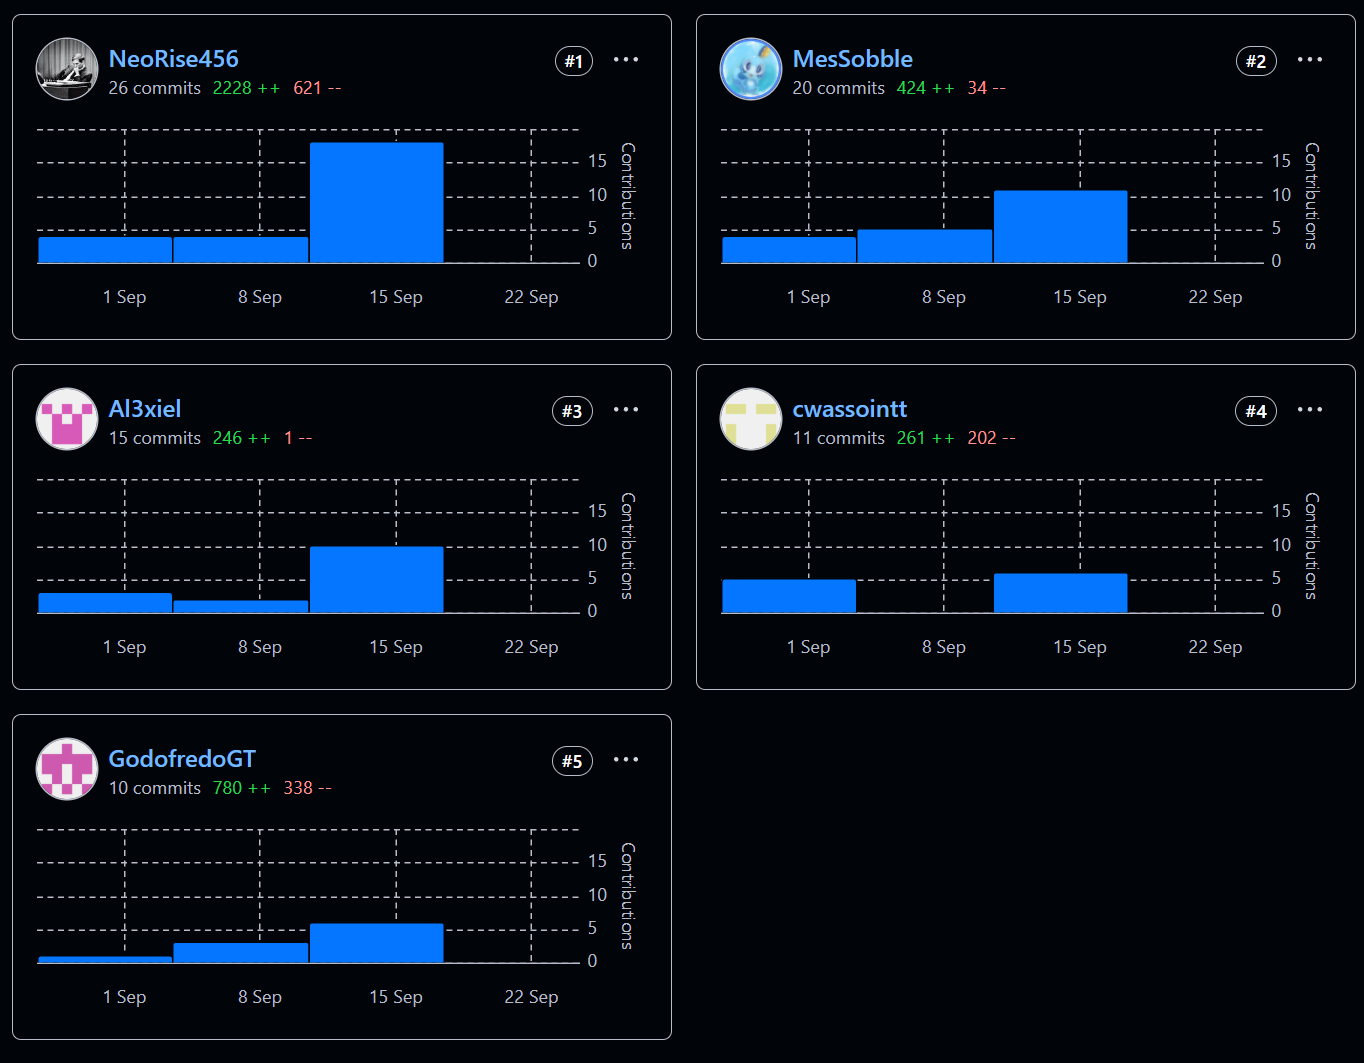 NeoRise456
#1
26 commits 2228 ++ 621 --
15
10
5
0
Contributions
1 Sep 8 Sep 15 Sep 22 Sep
MesSobble
#2
20 commits 424 ++ 34 --
15
10
5
0
Contributions
1 Sep 8 Sep 15 Sep 22 Sep
Al3xiel
#3
15 commits 246 ++ 1 --
15
10
5
0
Contributions
1 Sep 8 Sep 15 Sep 22 Sep
cwassointt
#4
11 commits 261 ++ 202 --
15
10
5
0
Contributions
1 Sep 8 Sep 15 Sep 22 Sep
GodofredoGT
#5
10 commits 780 ++ 338 --
15
10
5
0
Contributions
1 Sep 8 Sep 15 Sep 22 Sep